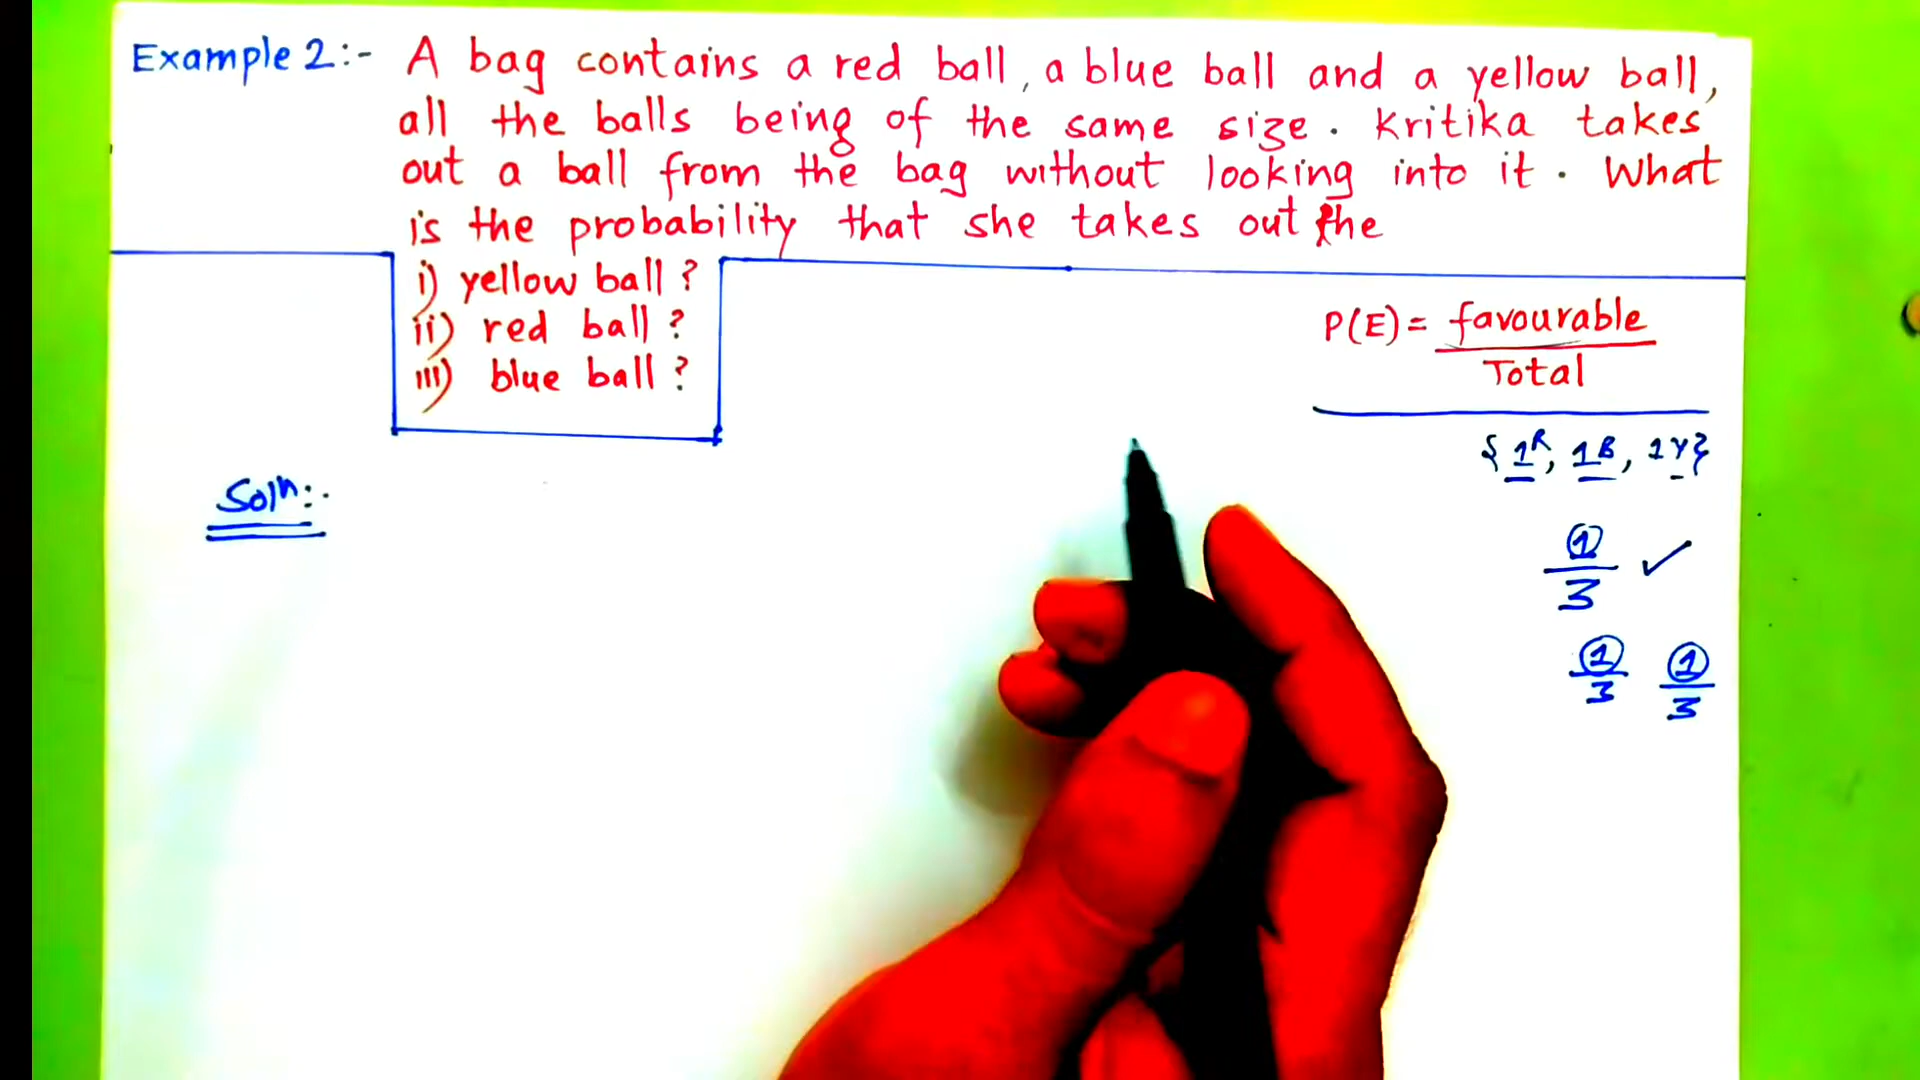 Example 2:- A bag contains a red ball, a blue ball and a yellow ball,
all the balls being of the same size. Kritika takes
out a ball from the bag without looking into it. What
is the probability that she takes out the
i) yellow ball?
ii) red ball?
iii) blue ball?
P(E) = favourable
Total
{1R, 1B, 1Y}
Soln:-
1
3
1 1
3 3